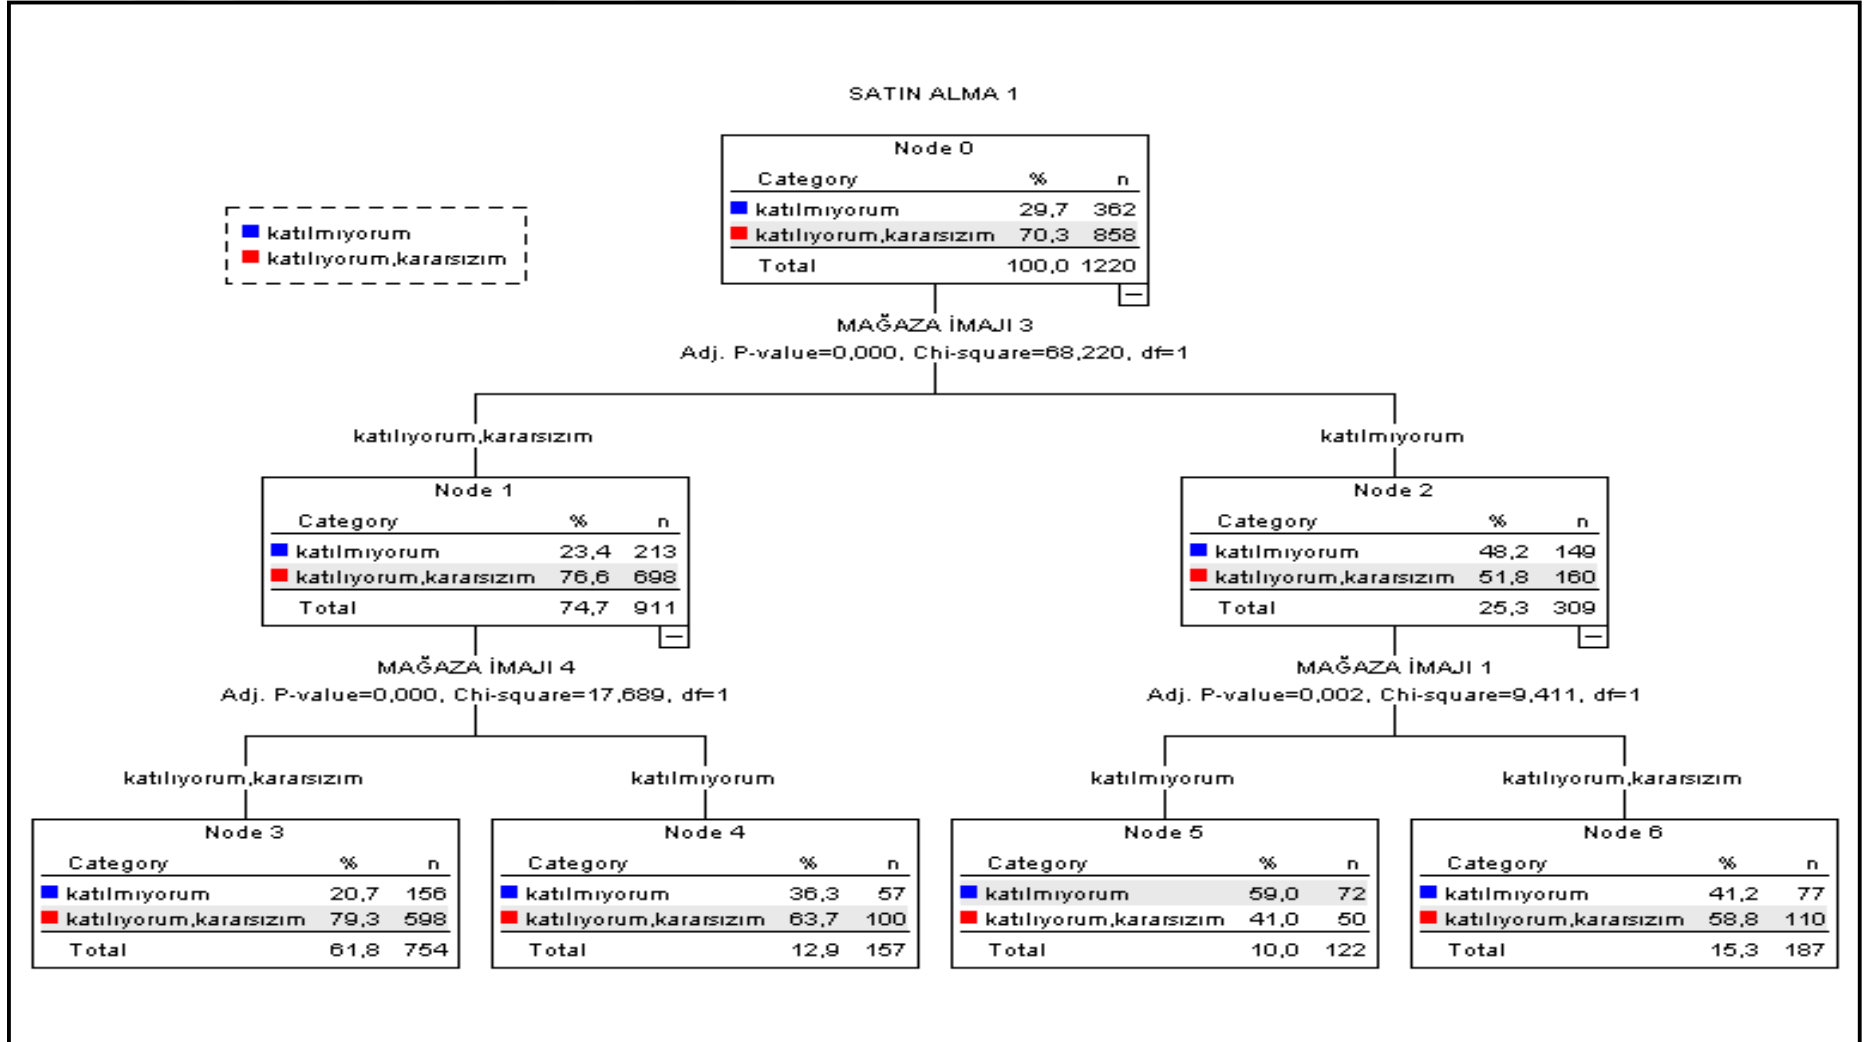 SATIN ALMA 1
Node 0
Category % n
katılmıyorum 29,7 362
katılıyorum,kararsızım 70,3 858
Total 100,0 1220
katılmıyorum
katılıyorum,kararsızım
MAĞAZA İMAJI 3
Adj. P-value=0,000, Chi-square=68,220, df=1
katılıyorum,kararsızım
katılmıyorum
Node 1
Category % n
katılmıyorum 23,4 213
katılıyorum,kararsızım 76,6 698
Total 74,7 911
Node 2
Category % n
katılmıyorum 48,2 149
katılıyorum,kararsızım 51,8 160
Total 25,3 309
MAĞAZA İMAJI 4
Adj. P-value=0,000, Chi-square=17,689, df=1
MAĞAZA İMAJI 1
Adj. P-value=0,002, Chi-square=9,411, df=1
katılıyorum,kararsızım
katılmıyorum
katılmıyorum
katılıyorum,kararsızım
Node 3
Category % n
katılmıyorum 20,7 156
katılıyorum,kararsızım 79,3 598
Total 61,8 754
Node 4
Category % n
katılmıyorum 36,3 57
katılıyorum,kararsızım 63,7 100
Total 12,9 157
Node 5
Category % n
katılmıyorum 59,0 72
katılıyorum,kararsızım 41,0 50
Total 10,0 122
Node 6
Category % n
katılmıyorum 41,2 77
katılıyorum,kararsızım 58,8 110
Total 15,3 187